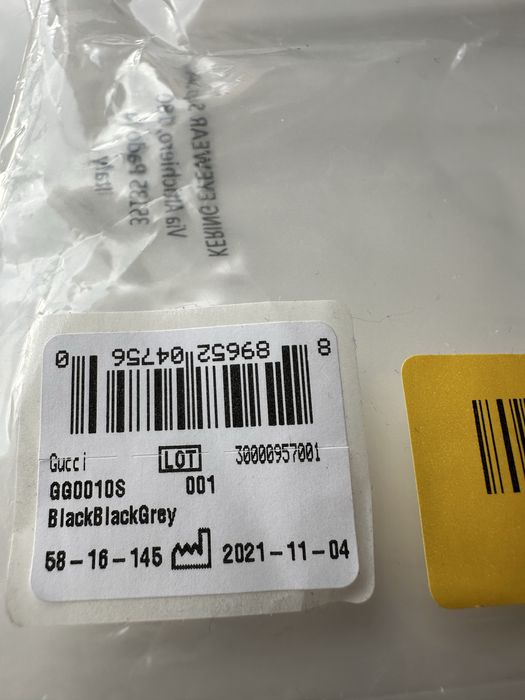 KERING EYEWEAR
Via Altichiero, 180
35135 Padova
Italy
8 89652 04756 0
Gucci LOT 30000957001
GG0010S 001
BlackBlackGrey
58-16-145 2021-11-04